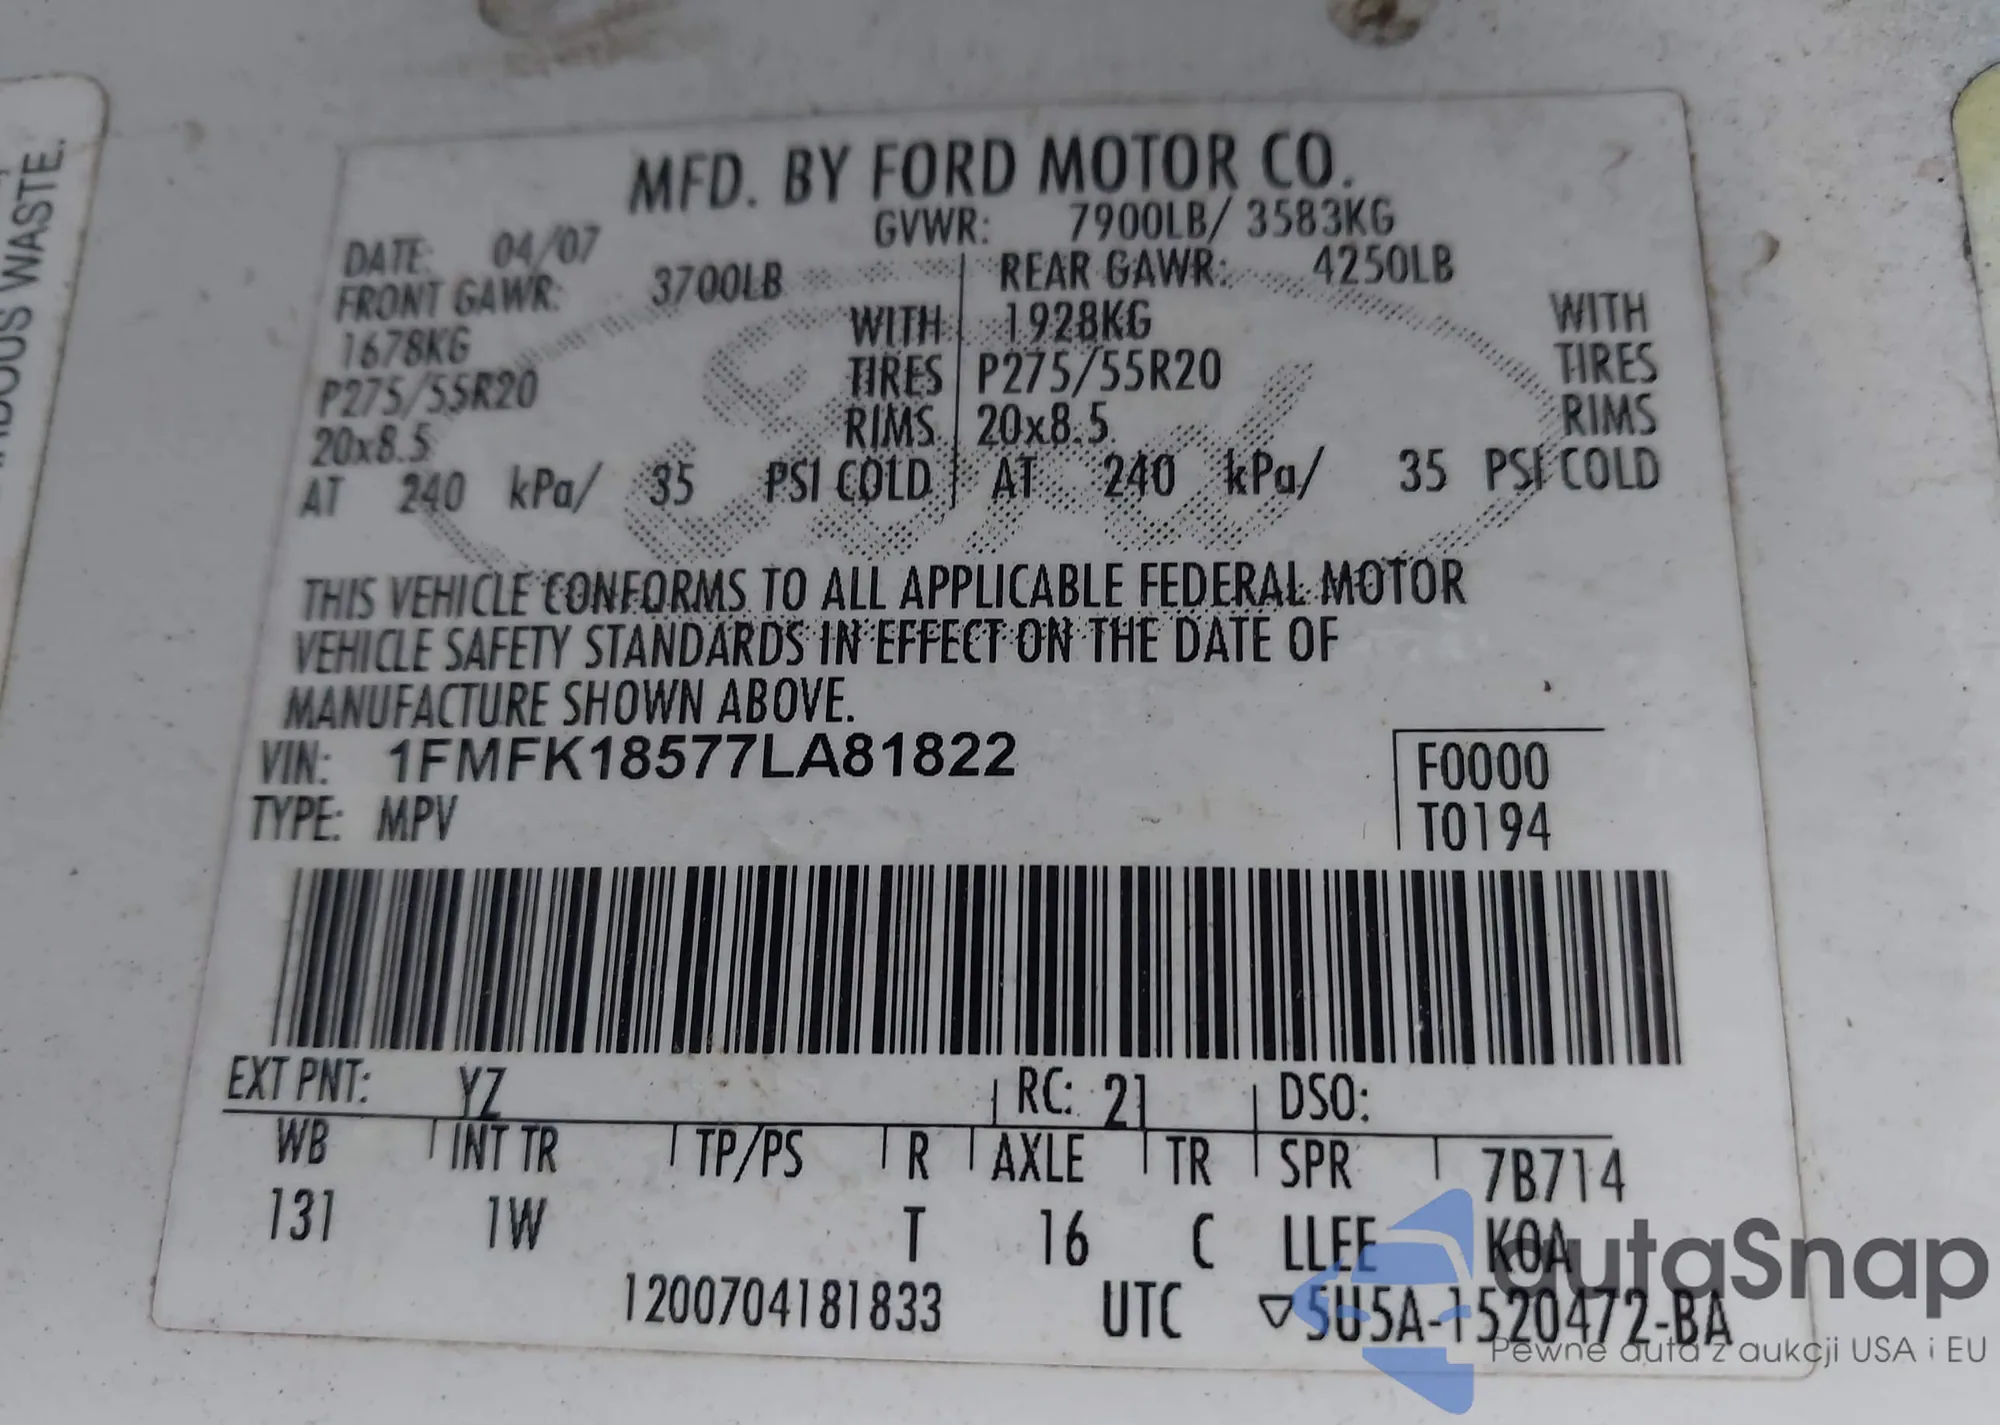 OUS WASTE.
MFD. BY FORD MOTOR CO.
DATE: 04/07 GVWR: 7900LB/ 3583KG
FRONT GAWR: 3700LB REAR GAWR: 4250LB
1678KG WITH 1928KG WITH
P275/55R20 TIRES P275/55R20 TIRES
20x8.5 RIMS 20x8.5 RIMS
AT 240 kPa/ 35 PSI COLD AT 240 kPa/ 35 PSI COLD
THIS VEHICLE CONFORMS TO ALL APPLICABLE FEDERAL MOTOR
VEHICLE SAFETY STANDARDS IN EFFECT ON THE DATE OF
MANUFACTURE SHOWN ABOVE.
VIN: 1FMFK18577LA81822 F0000
TYPE: MPV T0194
EXT PNT: YZ RC: 21 DSO:
WB INT TR TP/PS R AXLE TR SPR 7B714
131 1W T 16 C LLEE KOA
1200704181833 UTC ▽5U5A-1520472-BA
autaSnap
Pewne auta z aukcji USA i EU